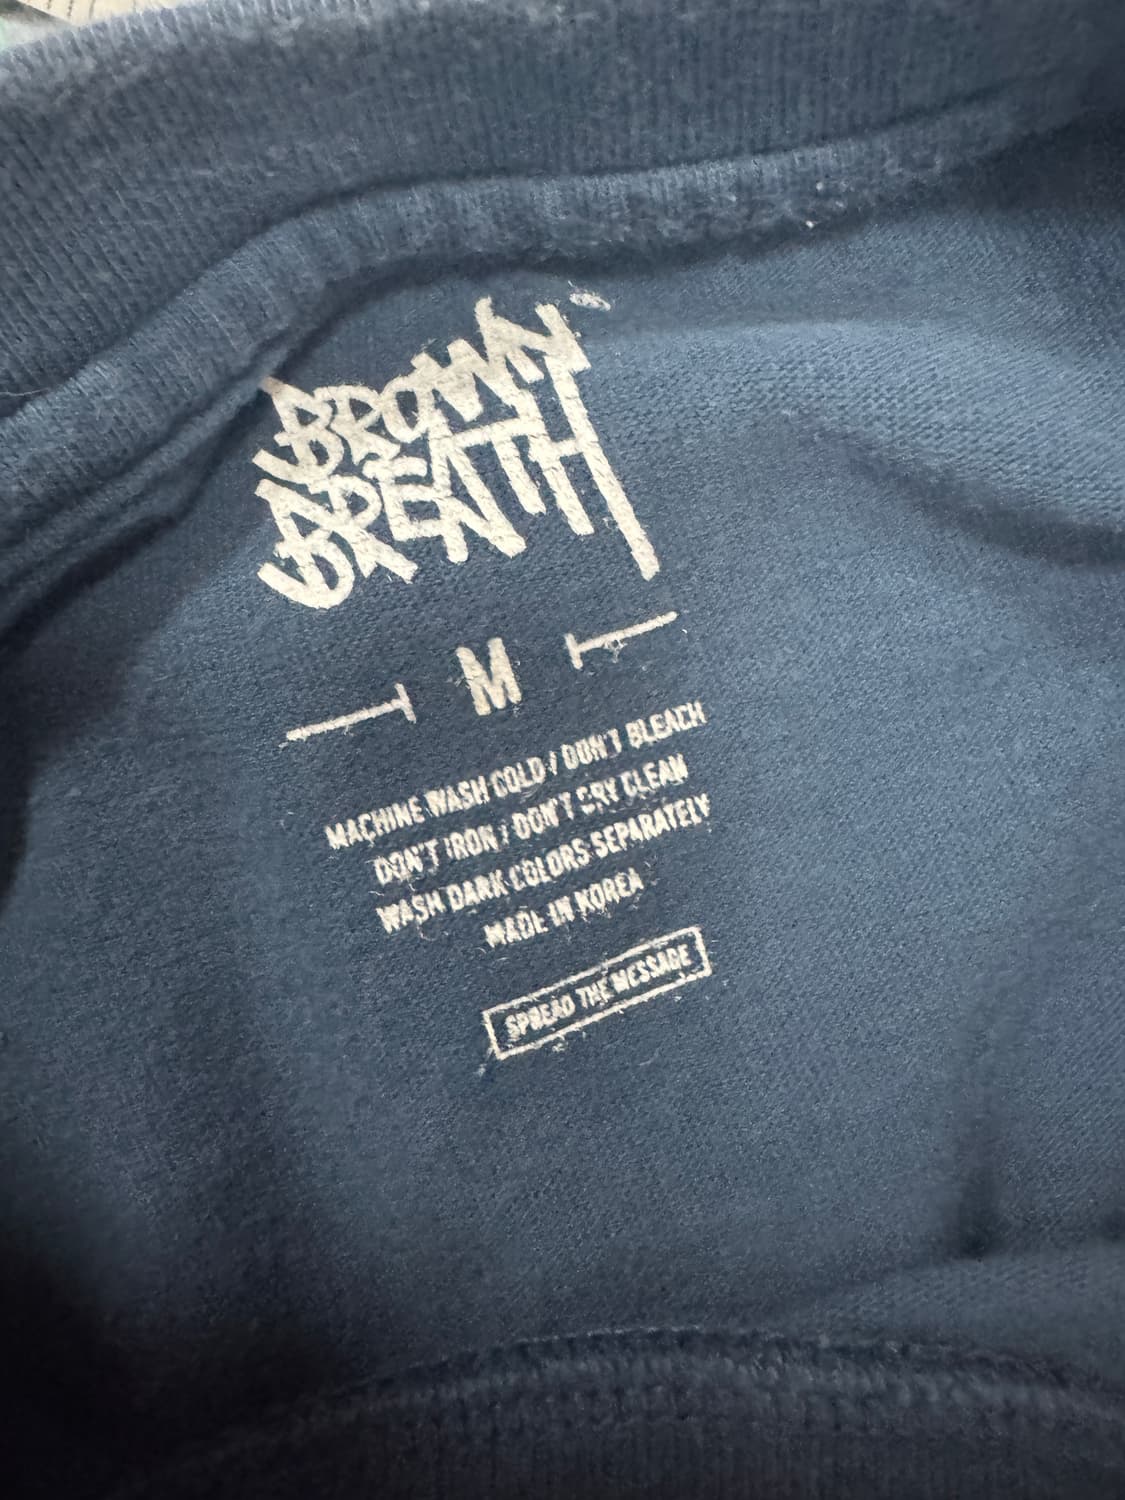 BROWN
BREATH
M
MACHINE WASH COLD / DON'T BLEACH
DON'T IRON / DON'T DRY CLEAN
WASH DARK COLORS SEPARATELY
MADE IN KOREA
SPREAD THE MESSAGE